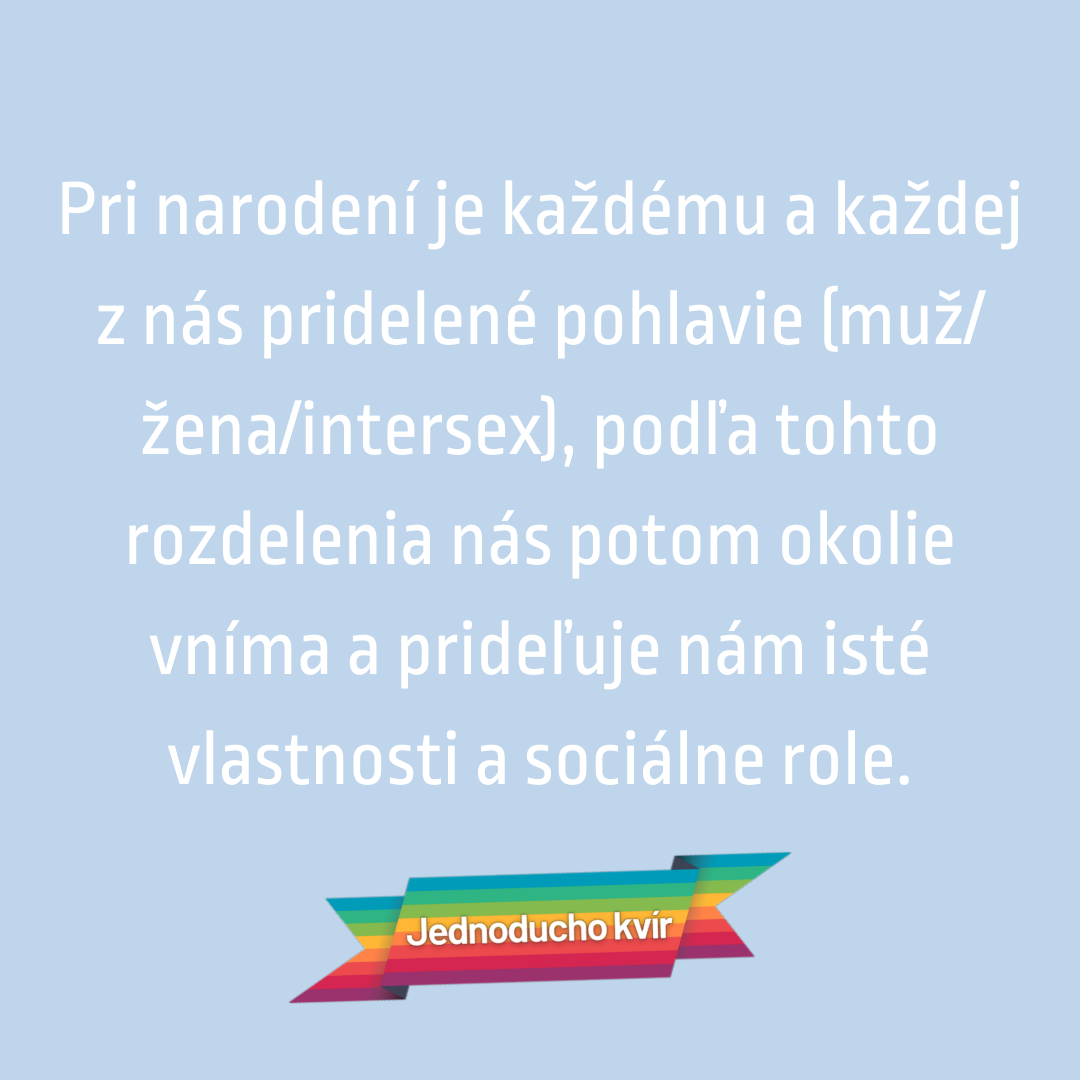 Pri narodení je každému a každej
z nás pridelené pohlavie (muž/
žena/intersex), podľa tohto
rozdelenia nás potom okolie
vníma a prideľuje nám isté
vlastnosti a sociálne role.
Jednoducho kvír